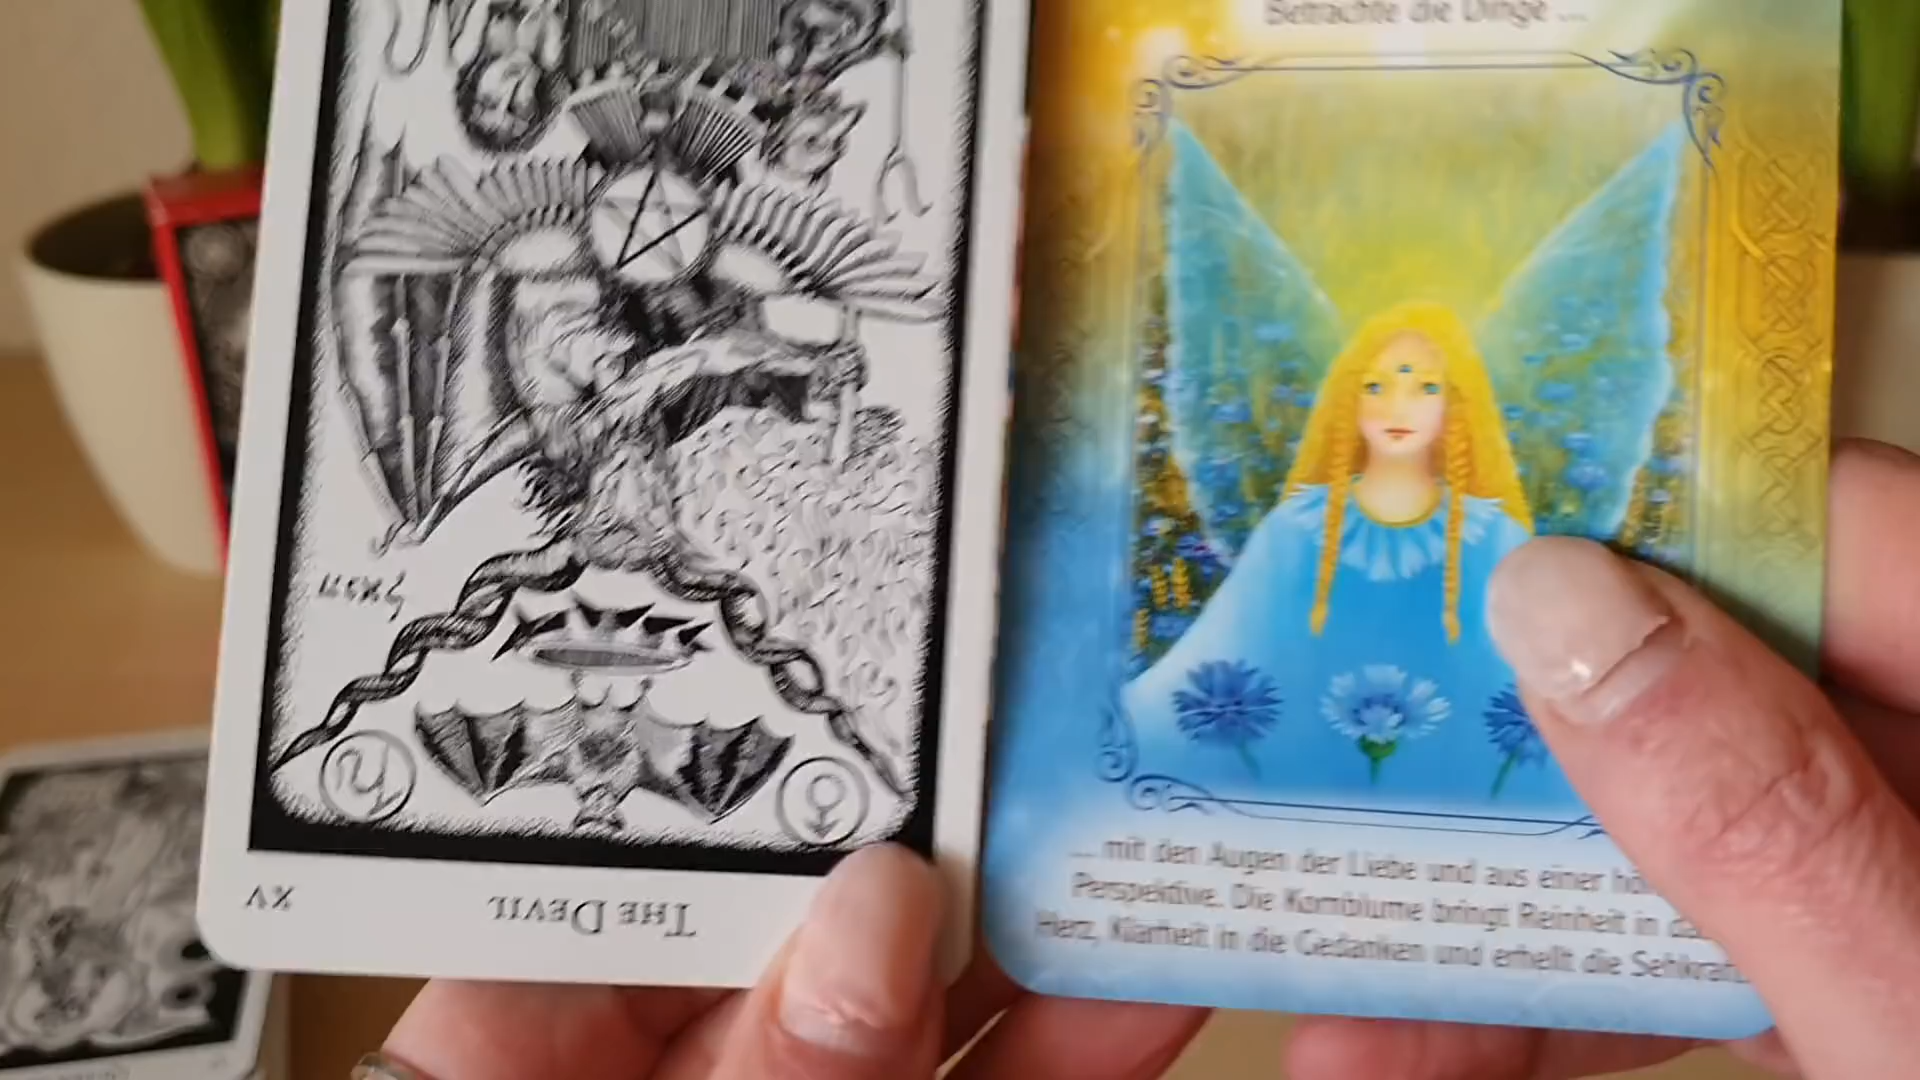 Betrachte die Dinge ...
... mit den Augen der Liebe und aus einer
Perspektive. Die Kornblume bringt Reinheit in
Herz, Klarheit in die Gedanken und erhellt die
THE DEVIL
XV